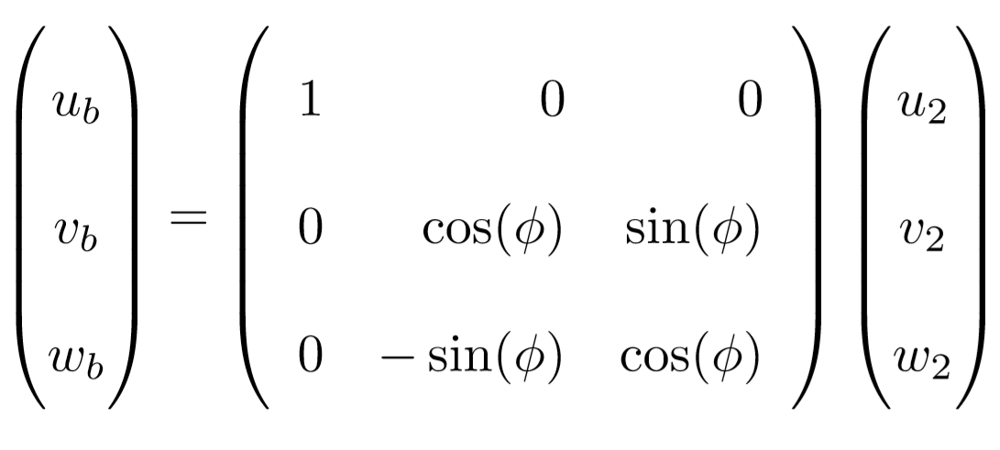 u_b 1 0 0 u_2
v_b = 0 cos(ϕ) sin(ϕ) v_2
w_b 0 − sin(ϕ) cos(ϕ) w_2